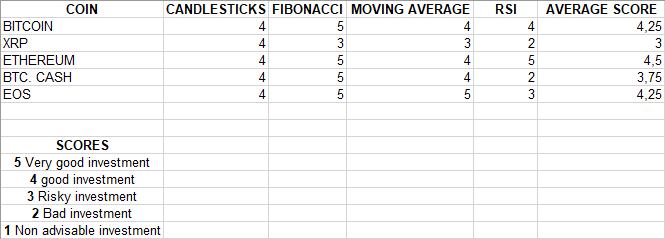 COIN CANDLESTICKS FIBONACCI MOVING AVERAGE RSI AVERAGE SCORE
BITCOIN 4 5 4 4 4,25
XRP 4 3 3 2 3
ETHEREUM 4 5 4 5 4,5
BTC. CASH 4 5 4 2 3,75
EOS 4 5 5 3 4,25
SCORES
5 Very good investment
4 good investment
3 Risky investment
2 Bad investment
1 Non advisable investment